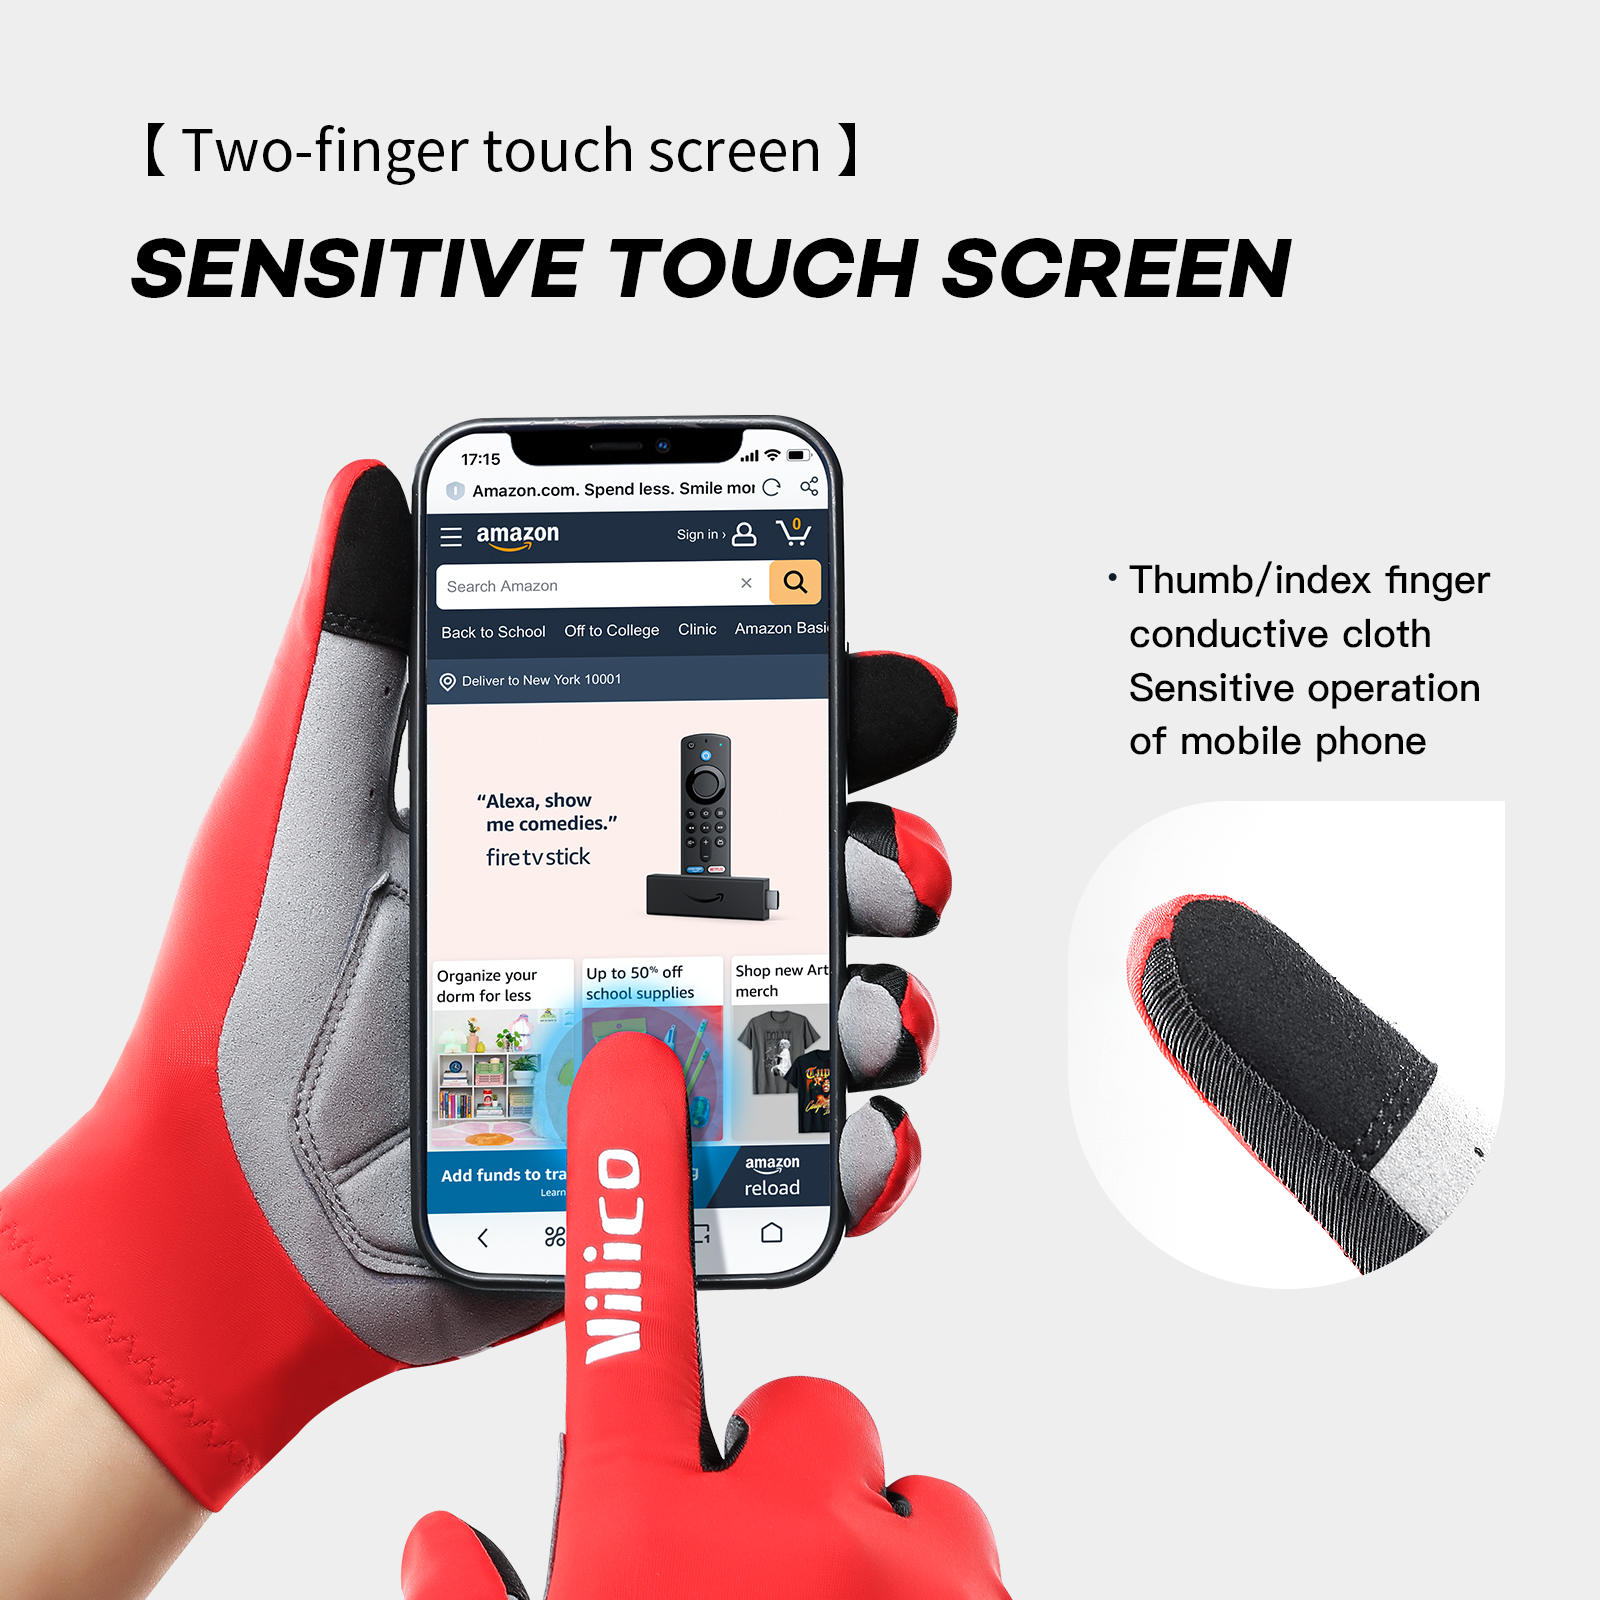 【 Two-finger touch screen 】
SENSITIVE TOUCH SCREEN
17:15
Amazon.com. Spend less. Smile mor
amazon
Sign in ›
0
Search Amazon
Back to School Off to College Clinic Amazon Basi
Deliver to New York 10001
“Alexa, show
me comedies.”
fire tv stick
Organize your
dorm for less
Up to 50% off
school supplies
Shop new Art
merch
Add funds to tra
Learn
g
amazon
reload
1
Vilico
· Thumb/index finger
conductive cloth
Sensitive operation
of mobile phone